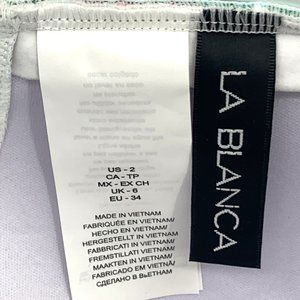 US - 2
CA - TP
MX - EX CH
UK - 6
EU - 34
MADE IN VIETNAM/
FABRIQUÉE EN VIETNAM/
HECHO EN VIETNAM/
HERGESTELLT IN VIETNAM/
FABBRICATI IN VIETNAM/
FREMSTILLET I VIETNAM/
MAAKTEN IN VIETNAM/
FABRICADO EM VIETNÃ/
СДЕЛАНО В ВЬЕТНАМ
LA BLANCA